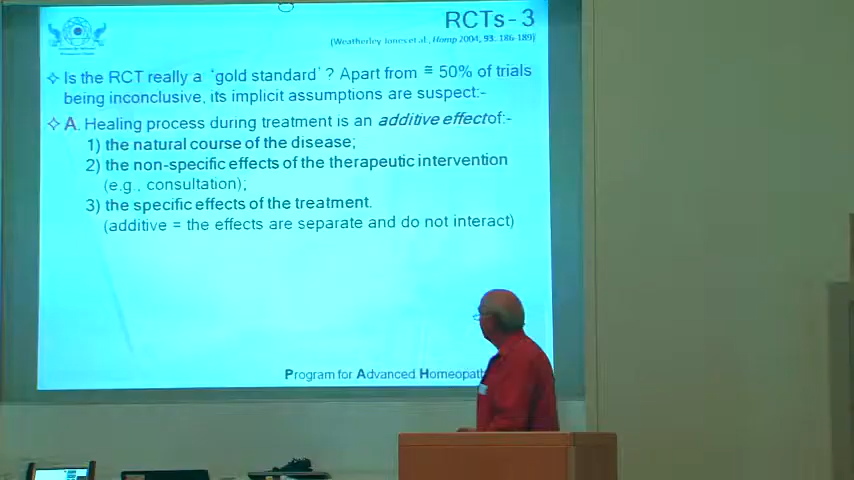 RCTs-3
(Weatherley Jones et al., Homp 2004, 93: 186-189)
Is the RCT really a 'gold standard'? Apart from ≅ 50% of trials
being inconclusive, its implicit assumptions are suspect:-
A. Healing process during treatment is an additive effect of:-
1) the natural course of the disease;
2) the non-specific effects of the therapeutic intervention
(e.g., consultation);
3) the specific effects of the treatment.
(additive = the effects are separate and do not interact)
Program for Advanced Homeopath